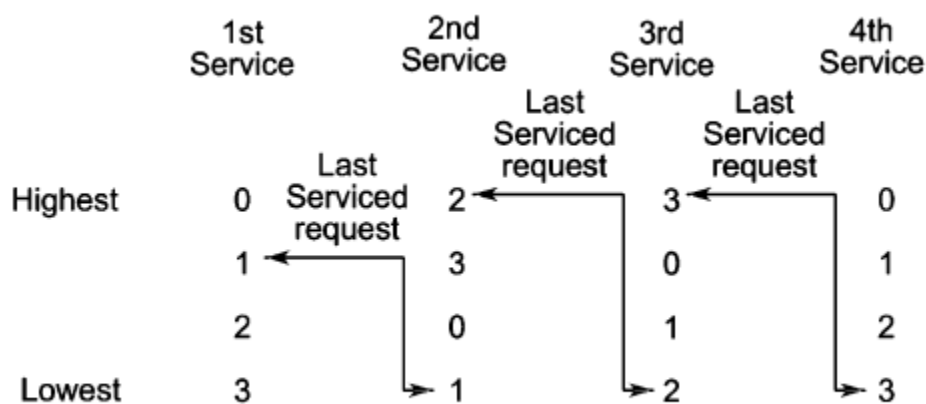 1st Service 2nd Service 3rd Service 4th Service
Last Serviced request
Last Serviced request
Last Serviced request
Highest 0 2 3 0
1 3 0 1
2 0 1 2
Lowest 3 1 2 3